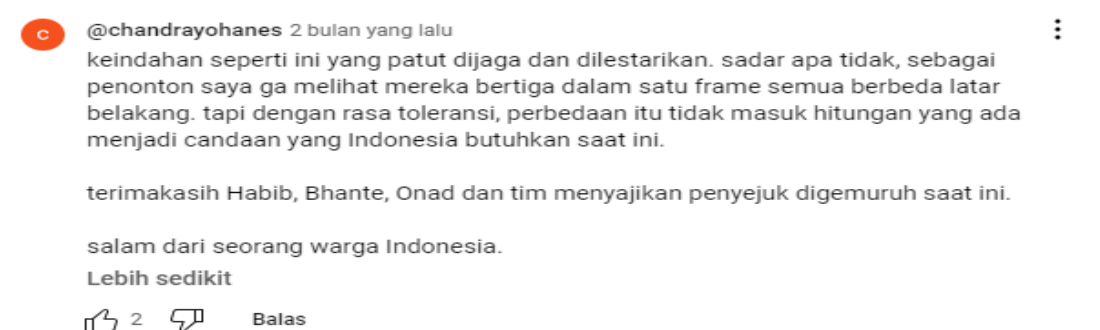 C
@chandrayohanes 2 bulan yang lalu
keindahan seperti ini yang patut dijaga dan dilestarikan. sadar apa tidak, sebagai
penonton saya ga melihat mereka bertiga dalam satu frame semua berbeda latar
belakang. tapi dengan rasa toleransi, perbedaan itu tidak masuk hitungan yang ada
menjadi candaan yang Indonesia butuhkan saat ini.
terimakasih Habib, Bhante, Onad dan tim menyajikan penyejuk digemuruh saat ini.
salam dari seorang warga Indonesia.
Lebih sedikit
2 Balas